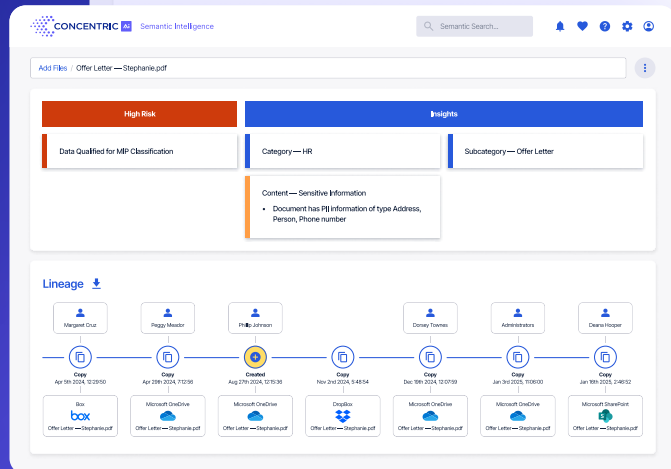 CONCENTRIC AI Semantic Intelligence
Semantic Search...
Add Files / Offer Letter — Stephanie.pdf
High Risk
Insights
Data Qualified for MIP Classification
Category — HR
Subcategory — Offer Letter
Content — Sensitive Information
• Document has PII information of type Address,
Person, Phone number
Lineage
Margaret Cruz
Peggy Meador
Phillip Johnson
Dorsey Townes
Administrators
Deana Hooper
Copy
Copy
Created
Copy
Copy
Copy
Copy
Apr 5th 2024, 12:29:50
Apr 29th 2024, 7:12:56
Aug 27th 2024, 12:15:36
Nov 2nd 2024, 5:48:54
Dec 19th 2024, 12:07:59
Jan 3rd 2025, 11:08:00
Jan 16th 2025, 2:46:52
Box
Microsoft OneDrive
Microsoft OneDrive
DropBox
Microsoft OneDrive
Microsoft OneDrive
Microsoft SharePoint
box
Offer Letter — Stephanie.pdf
Offer Letter — Stephanie.pdf
Offer Letter — Stephanie.pdf
Offer Letter — Stephanie.pdf
Offer Letter — Stephanie.pdf
Offer Letter — Stephanie.pdf
Offer Letter — Stephanie.pdf